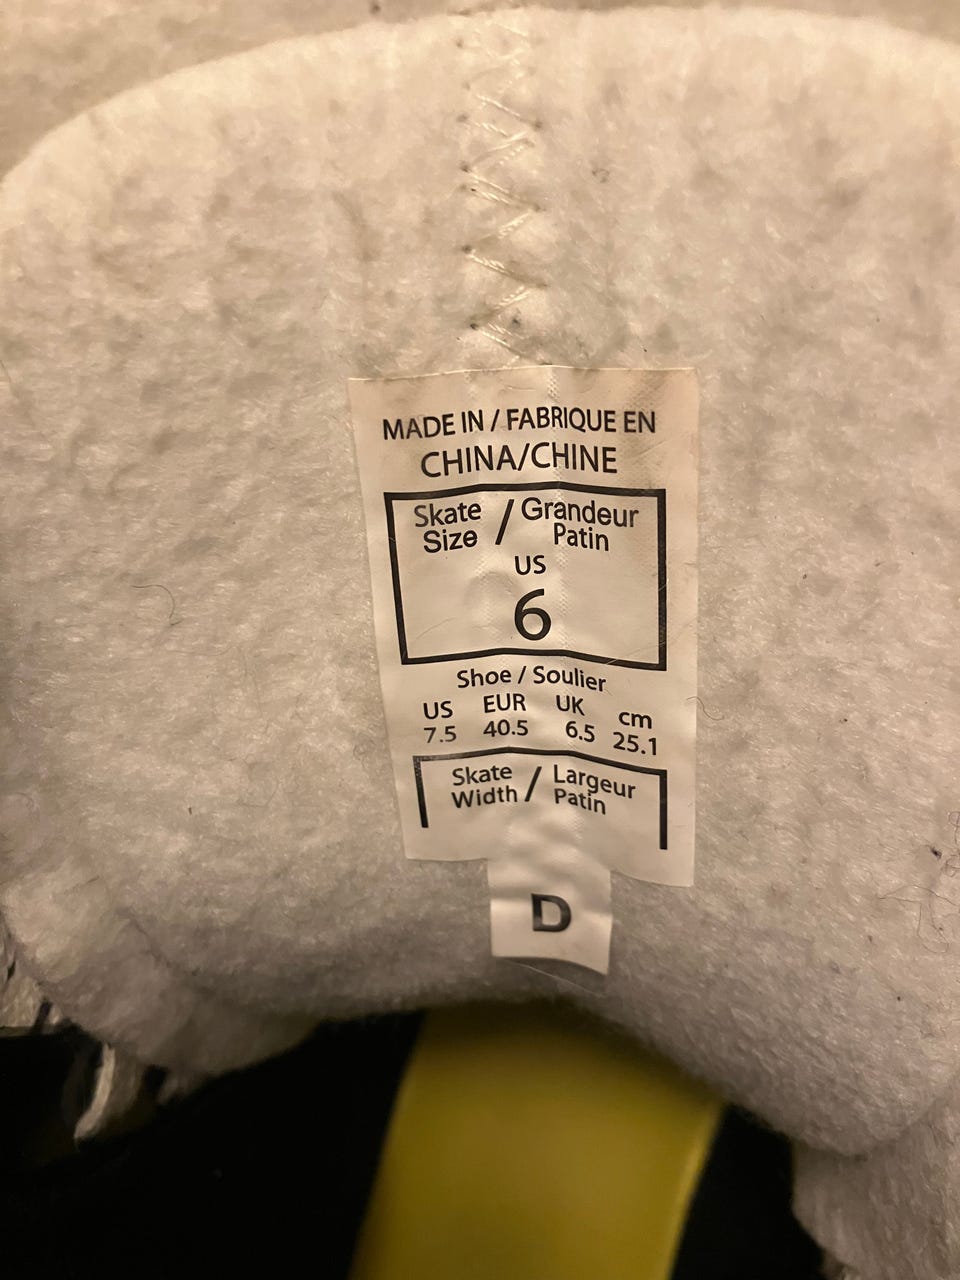 MADE IN / FABRIQUE EN
CHINA/CHINE
Skate Size / Grandeur Patin
US
6
Shoe / Soulier
US EUR UK cm
7.5 40.5 6.5 25.1
Skate Width / Largeur Patin
D